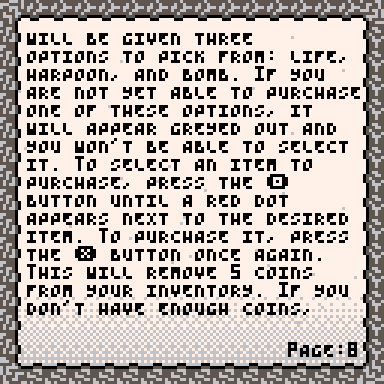 WILL BE GIVEN THREE
OPTIONS TO PICK FROM: LIFE,
HARPOON, AND BOMB. IF YOU
ARE NOT YET ABLE TO PURCHASE
ONE OF THESE OPTIONS, IT
WILL APPEAR GREYED OUT AND
YOU WON'T BE ABLE TO SELECT
IT. TO SELECT AN ITEM TO
PURCHASE, PRESS THE 🅾️
BUTTON UNTIL A RED DOT
APPEARS NEXT TO THE DESIRED
ITEM. TO PURCHASE IT, PRESS
THE ❎ BUTTON ONCE AGAIN.
THIS WILL REMOVE 5 COINS
FROM YOUR INVENTORY. IF YOU
DON'T HAVE ENOUGH COINS,
PAGE:8